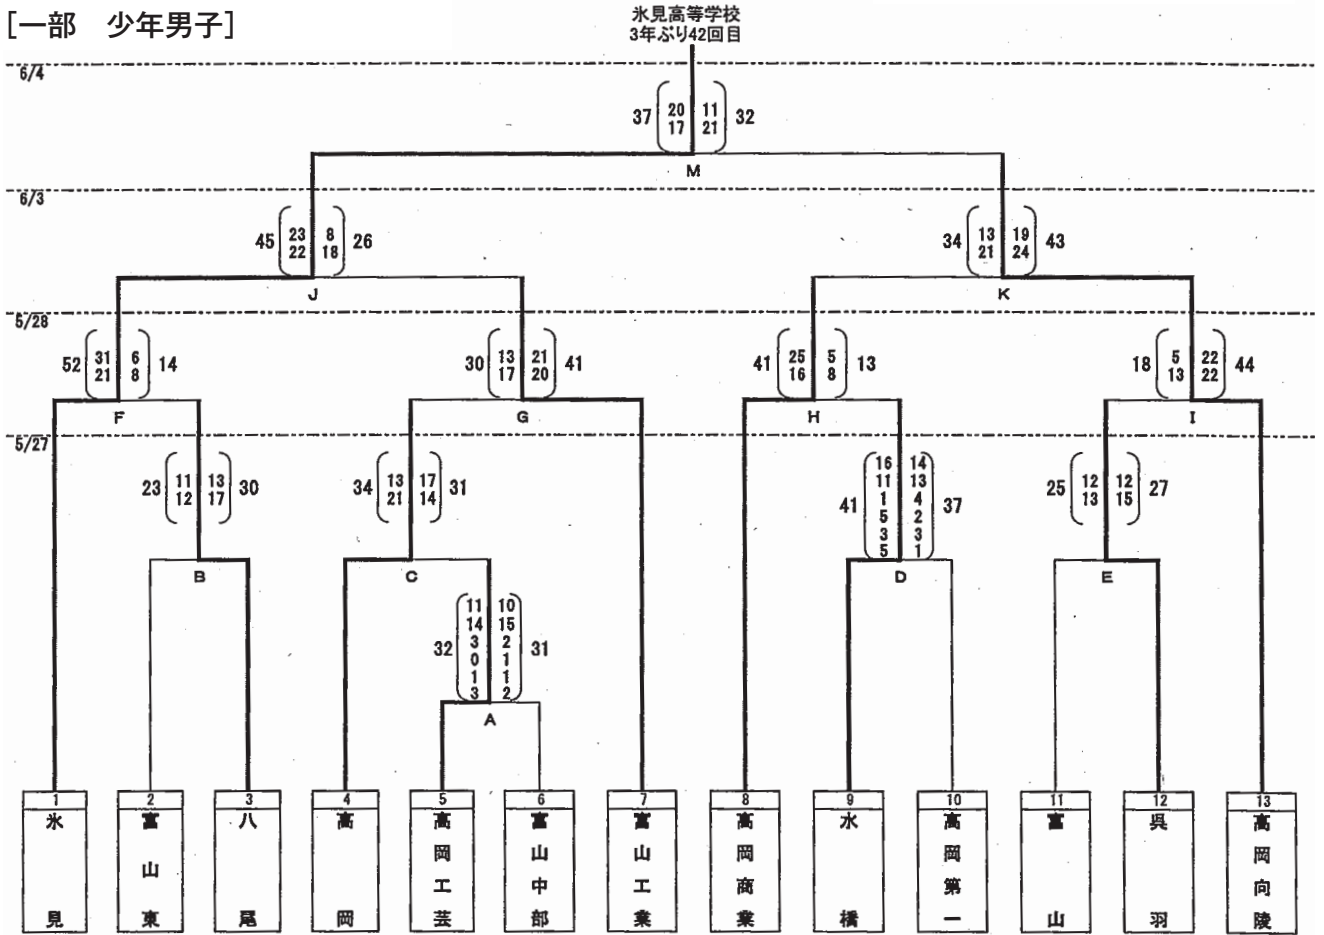 [一部　少年男子]
氷見高等学校
3年ぶり42回目
6/4
37 20 11 32
17 21
M
6/3
45 23 8 26
22 18
34 13 19 43
21 24
J
K
5/28
52 31 6 14
21 8
30 13 21 41
17 20
41 25 5 13
16 8
18 5 22 44
13 22
F
G
H
I
5/27
23 11 13 30
12 17
34 13 17 31
21 14
41 16 14 37
11 13
1 4
5 2
3 3
5 1
25 12 12 27
13 15
B
C
D
E
32 11 10 31
14 15
3 2
0 1
1 1
3 2
A
1 2 3 4 5 6 7 8 9 10 11 12 13
氷見
富山東
八尾
高岡
高岡工芸
富山中部
富山工業
高岡商業
水橋
高岡第一
富山
呉羽
高岡向陵